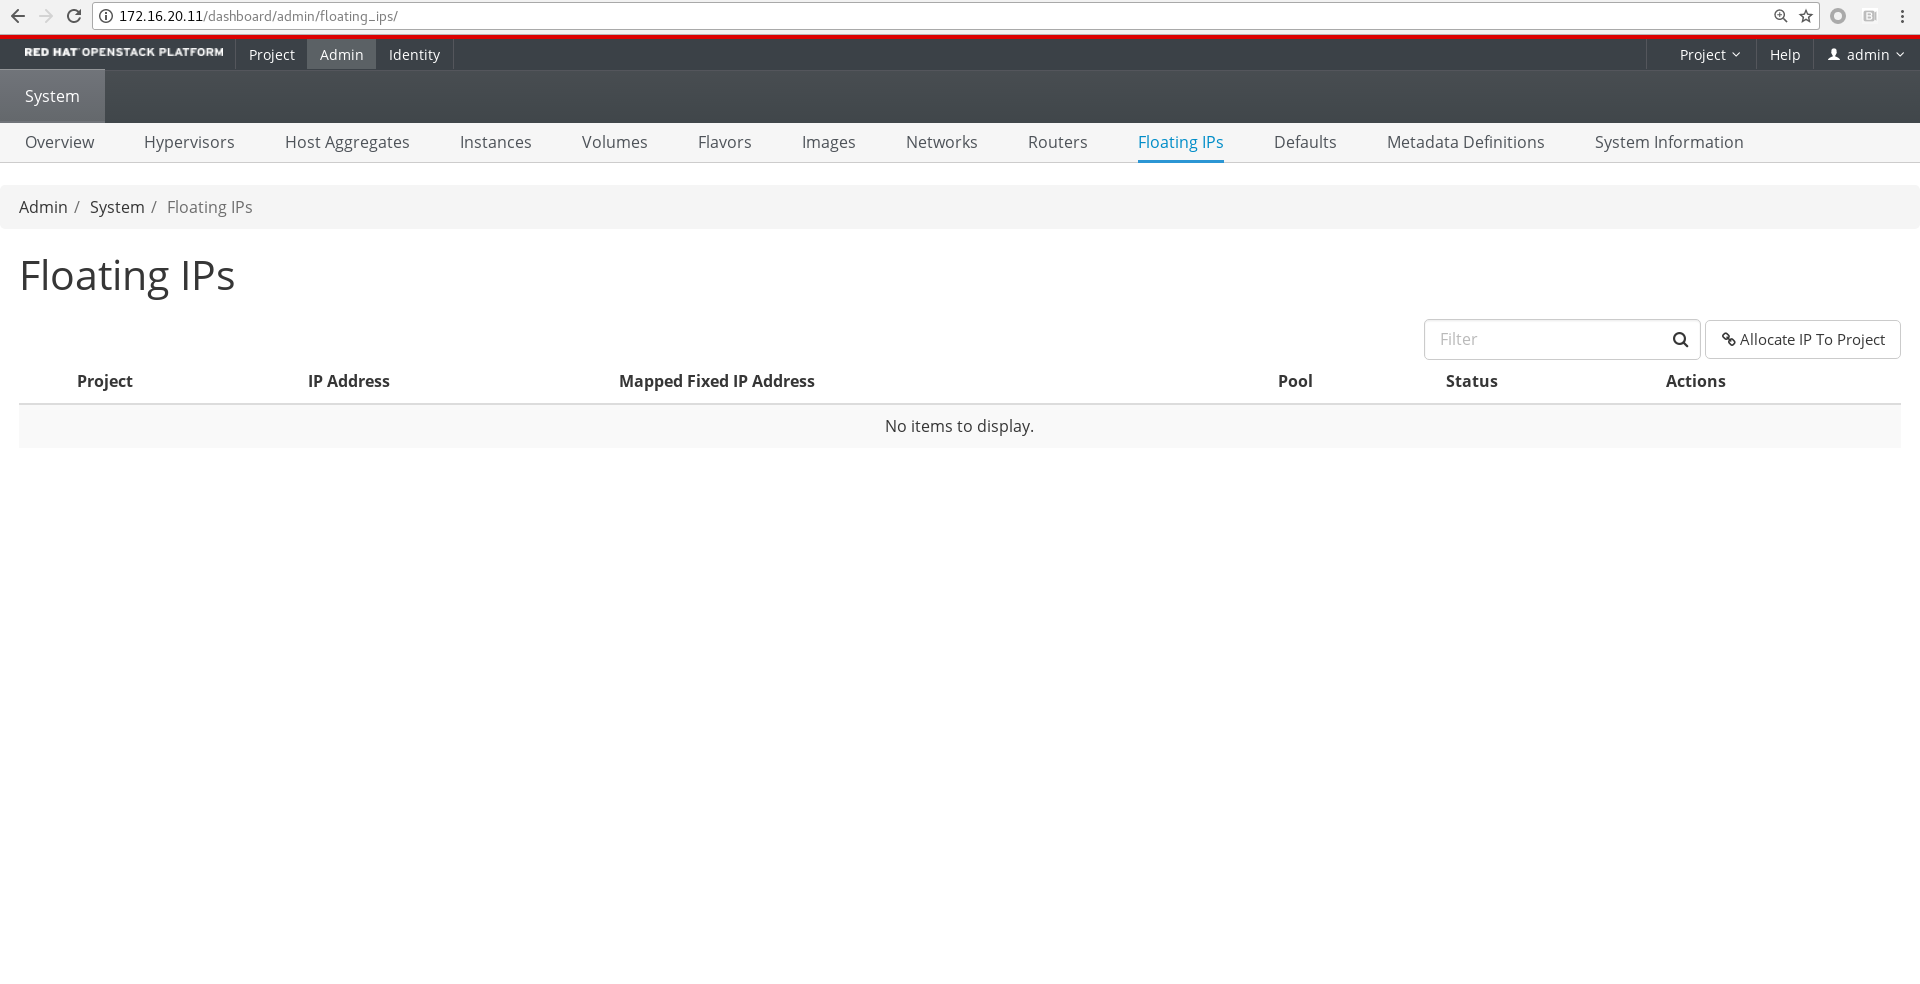 172.16.20.11/dashboard/admin/floating_ips/
RED HAT OPENSTACK PLATFORM Project Admin Identity Project Help admin
System
Overview Hypervisors Host Aggregates Instances Volumes Flavors Images Networks Routers Floating IPs Defaults Metadata Definitions System Information
Admin / System / Floating IPs
Floating IPs
Filter Allocate IP To Project
Project IP Address Mapped Fixed IP Address Pool Status Actions
No items to display.